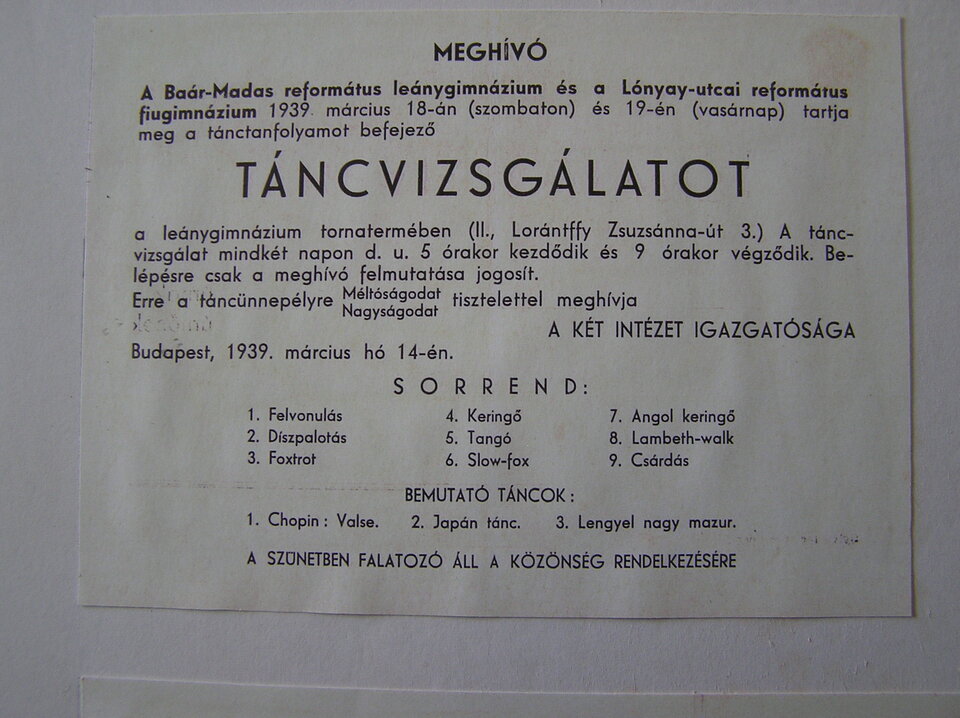 MEGHÍVÓ
A Baár-Madas református leánygimnázium és a Lónyay-utcai református
fiugimnázium 1939. március 18-án (szombaton) és 19-én (vasárnap) tartja
meg a tánctanfolyamot befejező
TÁNCVIZSGÁLATOT
a leánygimnázium tornatermében (II., Lorántffy Zsuzsánna-út 3.) A tánc-
vizsgálat mindkét napon d. u. 5 órakor kezdődik és 9 órakor végződik. Be-
lépésre csak a meghívó felmutatása jogosít.
Erre a táncünnepélyre Méltóságodat tisztelettel meghívja
Nagyságodat
A KÉT INTÉZET IGAZGATÓSÁGA
Budapest, 1939. március hó 14-én.
SORREND:
1. Felvonulás 4. Keringő 7. Angol keringő
2. Díszpalotás 5. Tangó 8. Lambeth-walk
3. Foxtrot 6. Slow-fox 9. Csárdás
BEMUTATÓ TÁNCOK:
1. Chopin: Valse. 2. Japán tánc. 3. Lengyel nagy mazur.
A SZÜNETBEN FALATOZÓ ÁLL A KÖZÖNSÉG RENDELKEZÉSÉRE